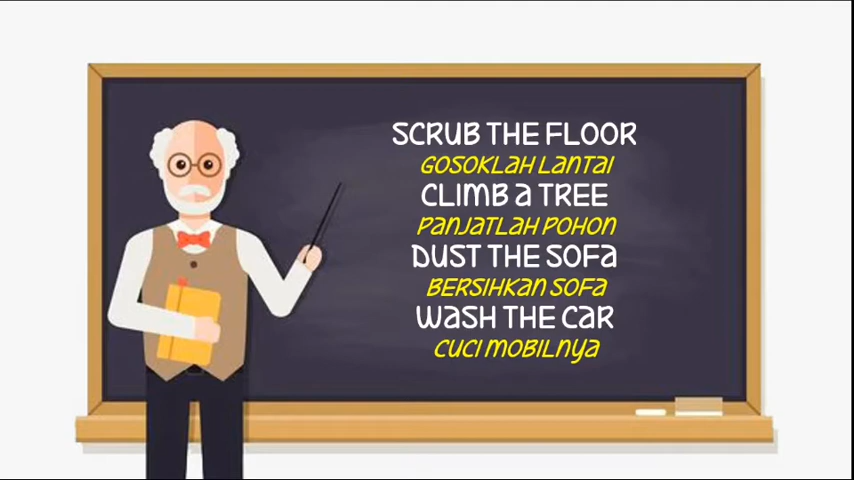 SCRUB THE FLOOR
GOSOKLAH LANTAI
CLIMB a TREE
PANJATLAH POHON
DUST THE SOFa
BERSIHKan SOFa
WaSH THE CaR
CUCI MOBILnya